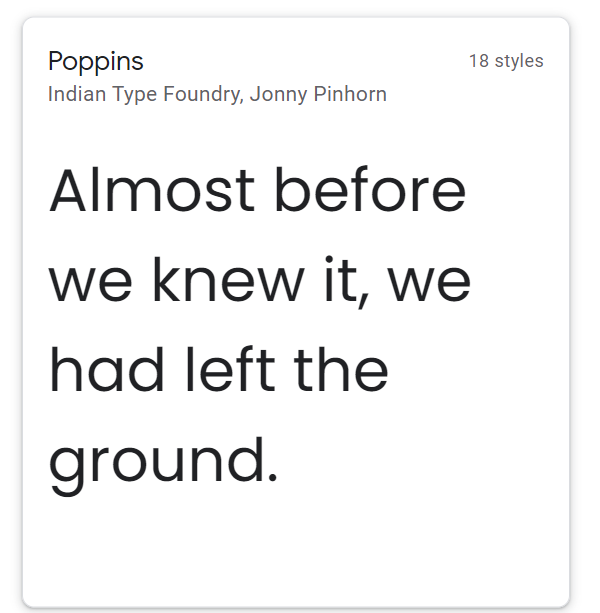 Poppins
18 styles
Indian Type Foundry, Jonny Pinhorn
Almost before
we knew it, we
had left the
ground.